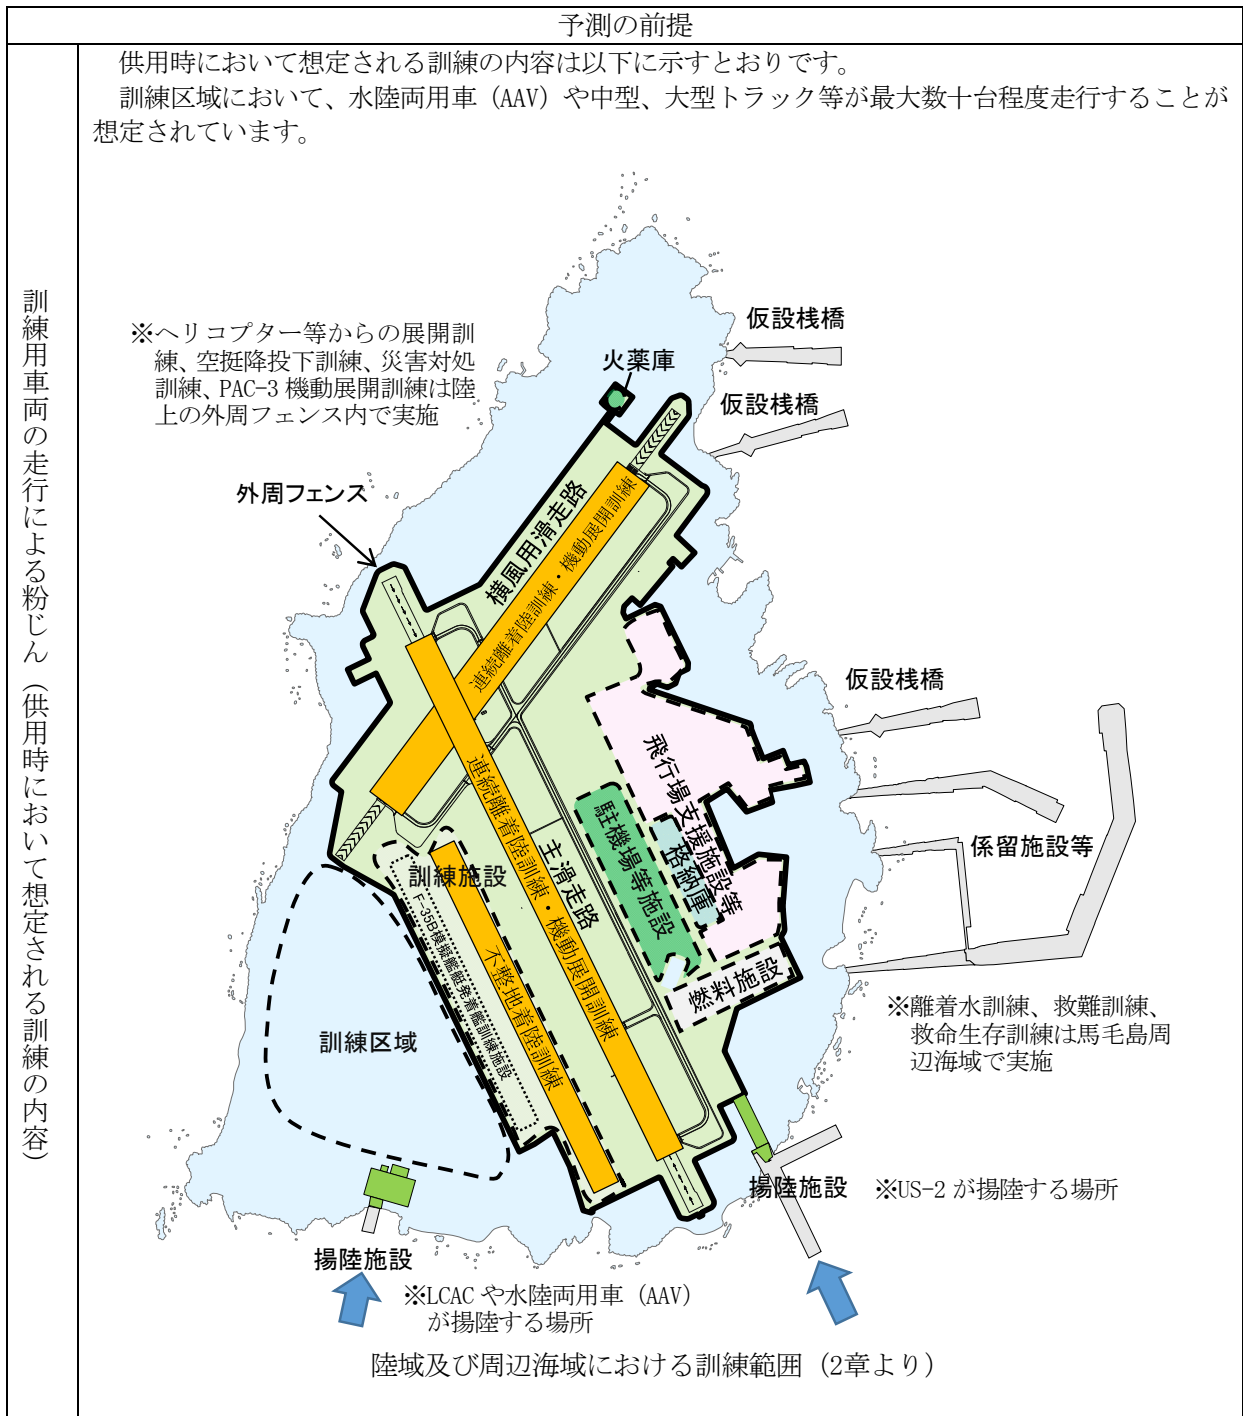 予測の前提
訓練用車両の走行による粉じん（供用時において想定される訓練の内容）
供用時において想定される訓練の内容は以下に示すとおりです。
訓練区域において、水陸両用車（AAV）や中型、大型トラック等が最大数十台程度走行することが
想定されています。
※ヘリコプター等からの展開訓
練、空挺降投下訓練、災害対処
訓練、PAC-3 機動展開訓練は陸
上の外周フェンス内で実施
火薬庫
仮設桟橋
仮設桟橋
外周フェンス
横風用滑走路
連続離着陸訓練・機動展開訓練
仮設桟橋
飛行場支援施設等
連続離着陸訓練・機動展開訓練
主滑走路
駐機場等施設
格納庫
係留施設等
訓練施設
F-35B模擬艦艇発着艦訓練施設
不整地着陸訓練
燃料施設
訓練区域
※離着水訓練、救難訓練、
救命生存訓練は馬毛島周
辺海域で実施
揚陸施設
※US-2 が揚陸する場所
揚陸施設
※LCAC や水陸両用車（AAV）
が揚陸する場所
陸域及び周辺海域における訓練範囲（2章より）